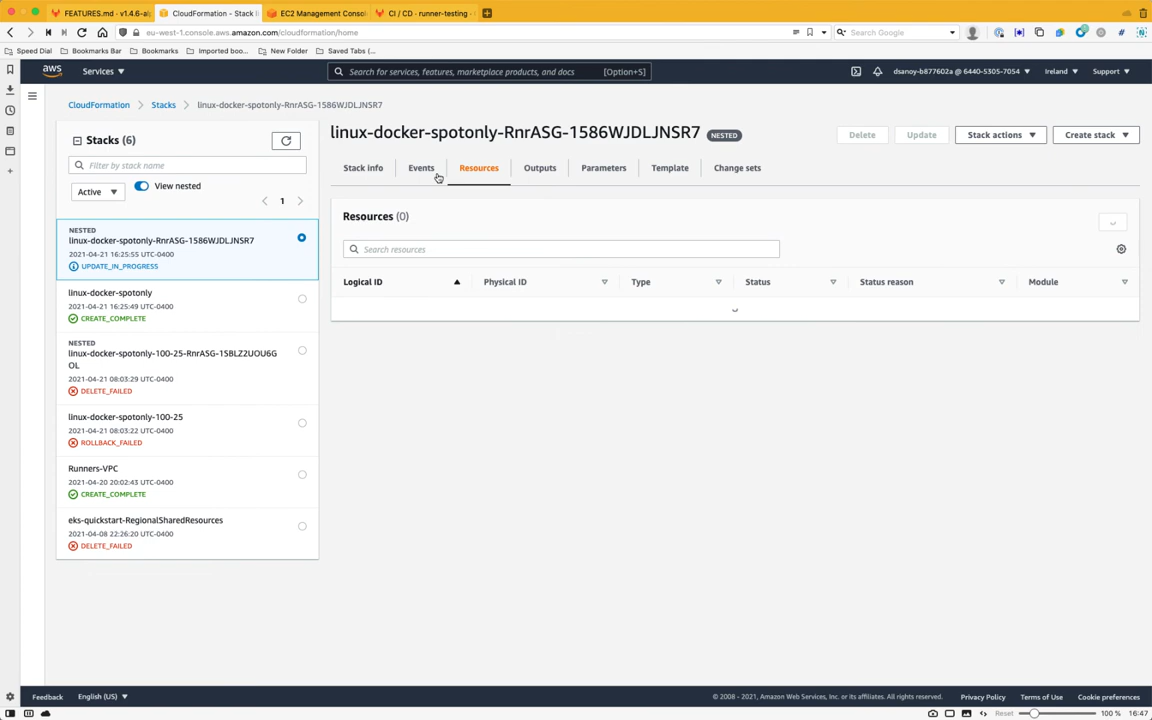 FEATURES.md · v1.4.6-alp
CloudFormation - Stack li
EC2 Management Consol
CI / CD · runner-testing ·
eu-west-1.console.aws.amazon.com/cloudformation/home
Search Google
Speed Dial
Bookmarks Bar
Bookmarks
Imported boo...
New Folder
Saved Tabs (...
aws
Services
Search for services, features, marketplace products, and docs
[Option+S]
dsanoy-b877602a @ 6440-5305-7054
Ireland
Support
CloudFormation
Stacks
linux-docker-spotonly-RnrASG-1586WJDLJNSR7
Stacks (6)
Filter by stack name
Active
View nested
1
NESTED
linux-docker-spotonly-RnrASG-1586WJDLJNSR7
2021-04-21 16:25:55 UTC-0400
UPDATE_IN_PROGRESS
linux-docker-spotonly
2021-04-21 16:25:49 UTC-0400
CREATE_COMPLETE
NESTED
linux-docker-spotonly-100-25-RnrASG-1SBLZ2UOU6G
OL
2021-04-21 08:03:29 UTC-0400
DELETE_FAILED
linux-docker-spotonly-100-25
2021-04-21 08:03:22 UTC-0400
ROLLBACK_FAILED
Runners-VPC
2021-04-20 20:02:43 UTC-0400
CREATE_COMPLETE
eks-quickstart-RegionalSharedResources
2021-04-08 22:26:20 UTC-0400
DELETE_FAILED
linux-docker-spotonly-RnrASG-1586WJDLJNSR7
NESTED
Delete
Update
Stack actions
Create stack
Stack info
Events
Resources
Outputs
Parameters
Template
Change sets
Resources (0)
Search resources
Logical ID
Physical ID
Type
Status
Status reason
Module
Feedback
English (US)
© 2008 - 2021, Amazon Web Services, Inc. or its affiliates. All rights reserved.
Privacy Policy
Terms of Use
Cookie preferences
Reset
100 %
16:47